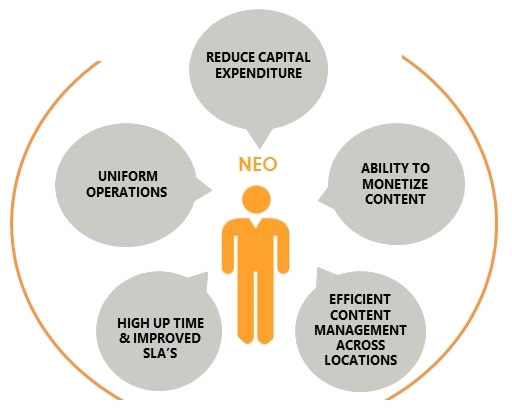 REDUCE CAPITAL
EXPENDITURE
NEO
UNIFORM
OPERATIONS
ABILITY TO
MONETIZE
CONTENT
HIGH UP TIME
& IMPROVED
SLA'S
EFFICIENT
CONTENT
MANAGEMENT
ACROSS
LOCATIONS